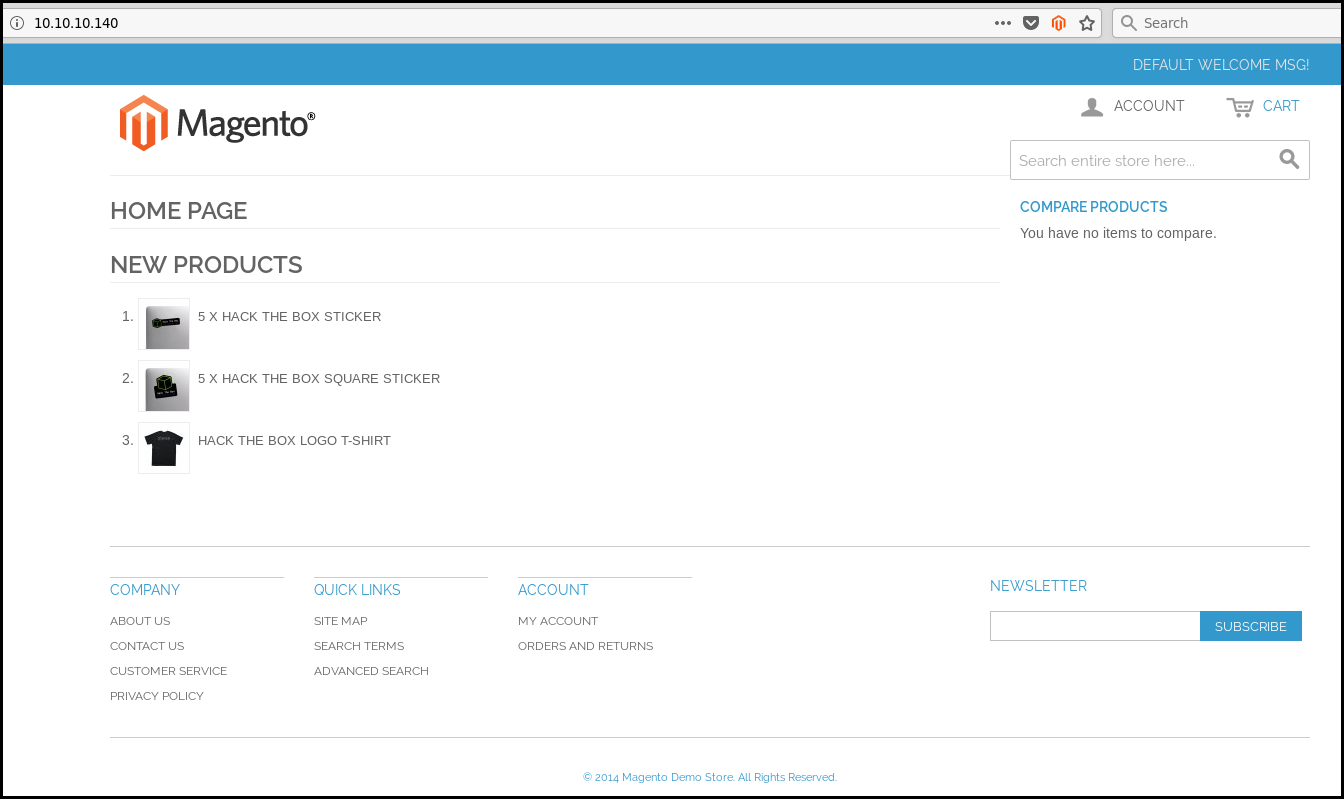 10.10.10.140
Search
DEFAULT WELCOME MSG!
Magento®
ACCOUNT
CART
Search entire store here...
HOME PAGE
COMPARE PRODUCTS
You have no items to compare.
NEW PRODUCTS
1. 5 X HACK THE BOX STICKER
2. 5 X HACK THE BOX SQUARE STICKER
3. HACK THE BOX LOGO T-SHIRT
COMPANY
ABOUT US
CONTACT US
CUSTOMER SERVICE
PRIVACY POLICY
QUICK LINKS
SITE MAP
SEARCH TERMS
ADVANCED SEARCH
ACCOUNT
MY ACCOUNT
ORDERS AND RETURNS
NEWSLETTER
SUBSCRIBE
© 2014 Magento Demo Store. All Rights Reserved.